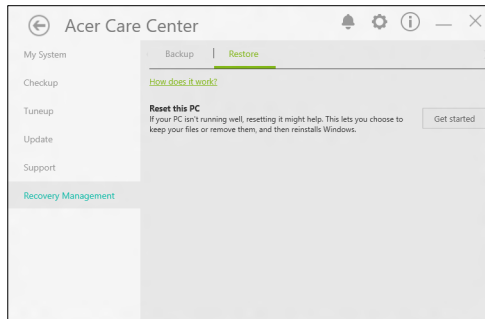 Acer Care Center
My System
Checkup
Tuneup
Update
Support
Recovery Management
Backup
Restore
How does it work?
Reset this PC
If your PC isn't running well, resetting it might help. This lets you choose to
keep your files or remove them, and then reinstalls Windows.
Get started